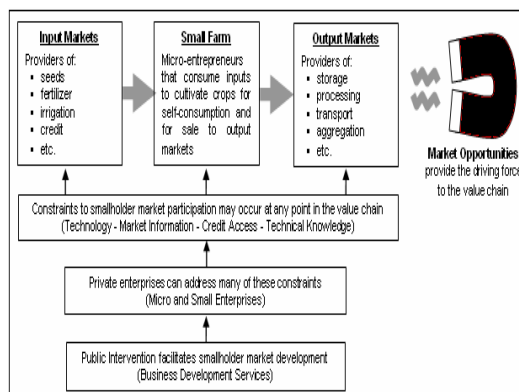 Input Markets
Providers of:
▪ seeds
▪ fertilizer
▪ irrigation
▪ credit
▪ etc.
Small Farm
Micro-entrepreneurs
that consume inputs
to cultivate crops for
self-consumption and
for sale to output
markets
Output Markets
Providers of:
▪ storage
▪ processing
▪ transport
▪ aggregation
▪ etc.
Market Opportunities
provide the driving force
to the value chain
Constraints to smallholder market participation may occur at any point in the value chain
(Technology - Market Information - Credit Access - Technical Knowledge)
Private enterprises can address many of these constraints
(Micro and Small Enterprises)
Public Intervention facilitates smallholder market development
(Business Development Services)